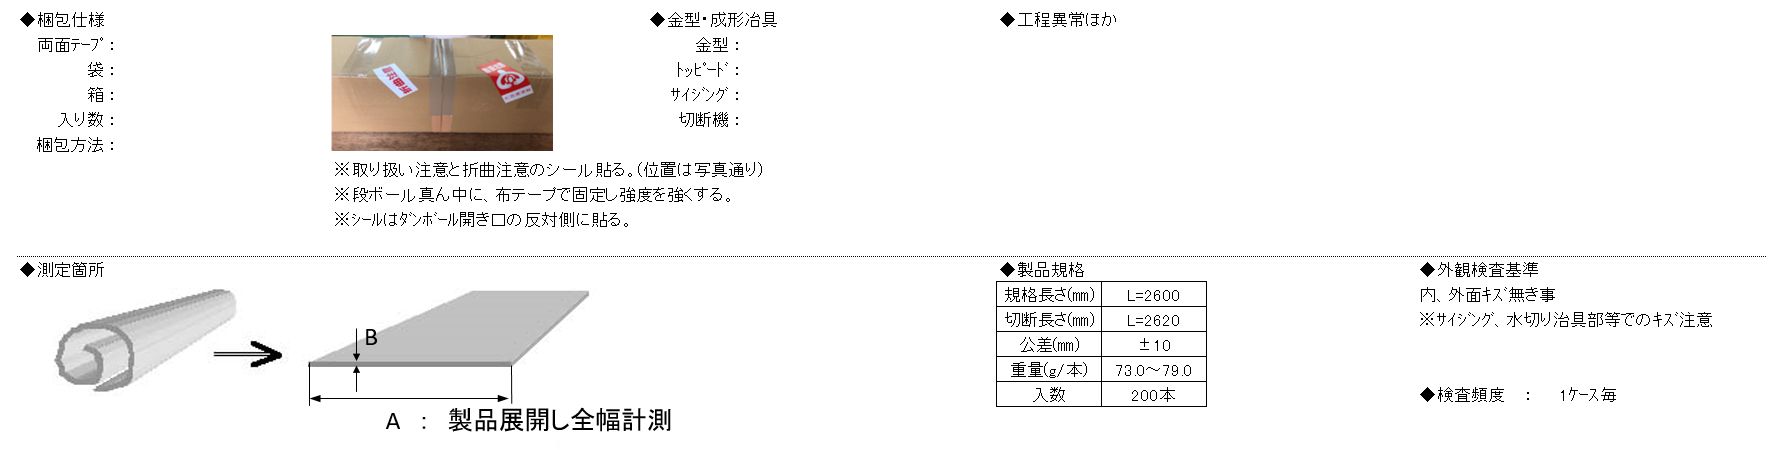 ◆梱包仕様
両面ﾃｰﾌﾟ：
袋：
箱：
入り数：
梱包方法：
折曲注意
※取り扱い注意と折曲注意のシール貼る。(位置は写真通り)
※段ボール真ん中に、布テープで固定し強度を強くする。
※ｼｰﾙはﾀﾞﾝﾎﾞｰﾙ開き口の反対側に貼る。
◆金型・成形冶具
金型：
ﾄｯﾋﾟｰﾄﾞ：
ｻｲｼﾞﾝｸﾞ：
切断機：
◆工程異常ほか
◆測定箇所
B
A ： 製品展開し全幅計測
◆製品規格
規格長さ(㎜) L=2600
切断長さ(㎜) L=2620
公差(㎜) ±10
重量(g/本) 73.0～79.0
入数 200本
◆外観検査基準
内、外面ｷｽﾞ無き事
※ｻｲｼﾞﾝｸﾞ、水切り冶具部等でのｷｽﾞ注意
◆検査頻度 ： 1ｹｰｽ毎